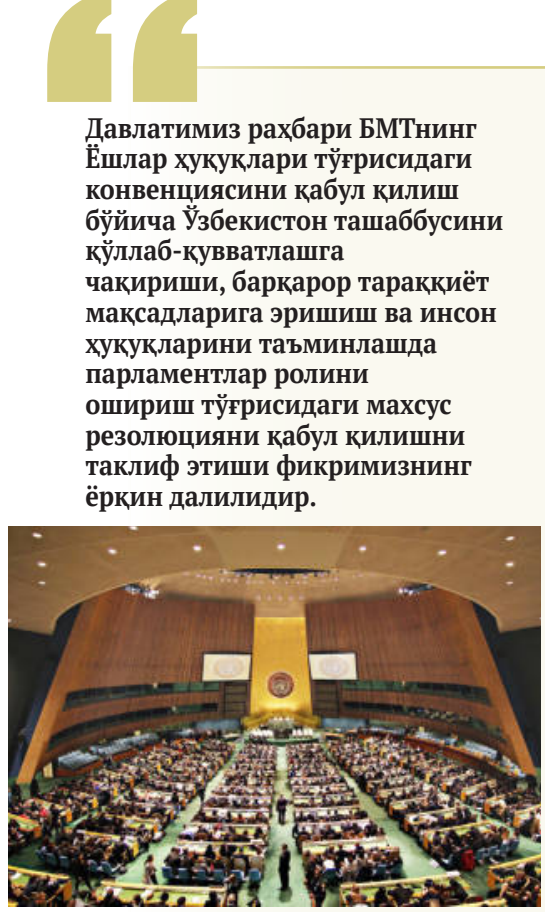 Давлатимиз раҳбари БМТнинг
Ёшлар ҳуқуқлари тўғрисидаги
конвенциясини қабул қилиш
бўйича Ўзбекистон ташаббусини
қўллаб-қувватлашга
чақириши, барқарор тараққиёт
мақсадларига эришиш ва инсон
ҳуқуқларини таъминлашда
парламентлар ролини
ошириш тўғрисидаги махсус
резолюцияни қабул қилишни
таклиф этиши фикримизнинг
ёрқин далилидир.